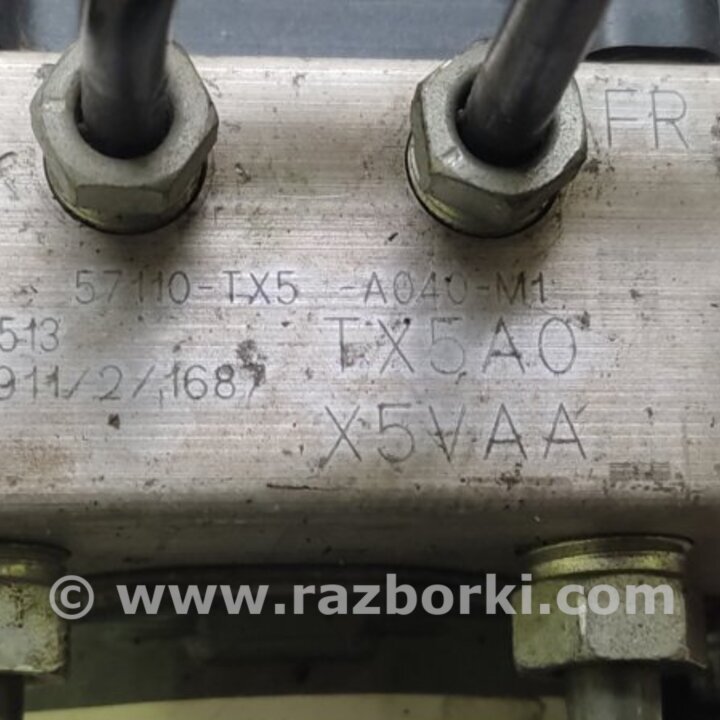 FR
57110-TX5 -A040-M1
513 TX5A0
911/2/,1687
X5VAA
© www.razborki.com